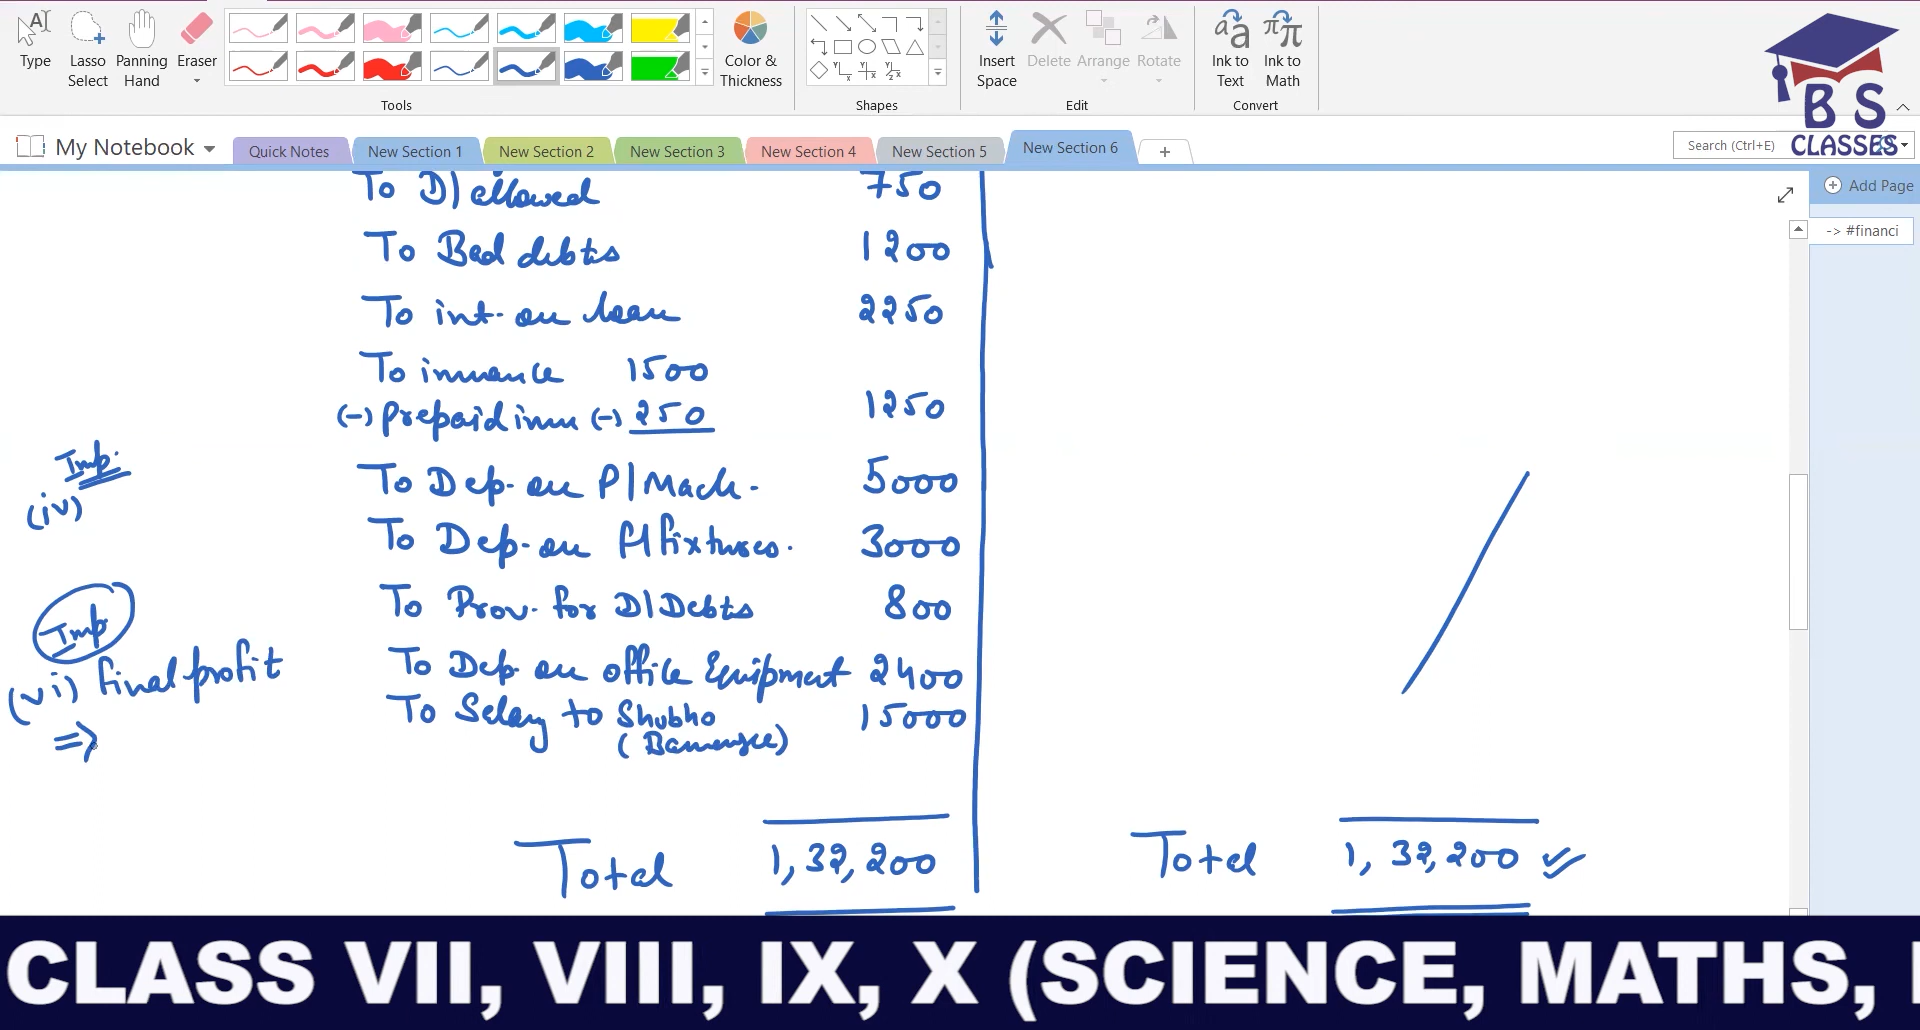 Type
Lasso Select
Panning Hand
Eraser
Color & Thickness
Tools
Shapes
Insert Space
Delete
Arrange
Rotate
Edit
Ink to Text
Ink to Math
Convert
BS
CLASSES
My Notebook
Quick Notes
New Section 1
New Section 2
New Section 3
New Section 4
New Section 5
New Section 6
+
Search (Ctrl+E)
Add Page
-> #financi
To D/allowed 750
To Bad debts 1200
To int. on loan 2250
To insurance 1500
(-) Prepaid insu (-) 250 1250
Imp.
(iv)
To Dep. on P/Mach. 5000
To Dep. on f/fixtures. 3000
To Prov. for D/Debts 800
Imp
(vi) final profit
⇒
To Dep. on office Equipment 2400
To Salary to Shubho 15000
(Bannerjee)
Total 1,32,200
Total 1,32,200
CLASS VII, VIII, IX, X (SCIENCE, MATHS,